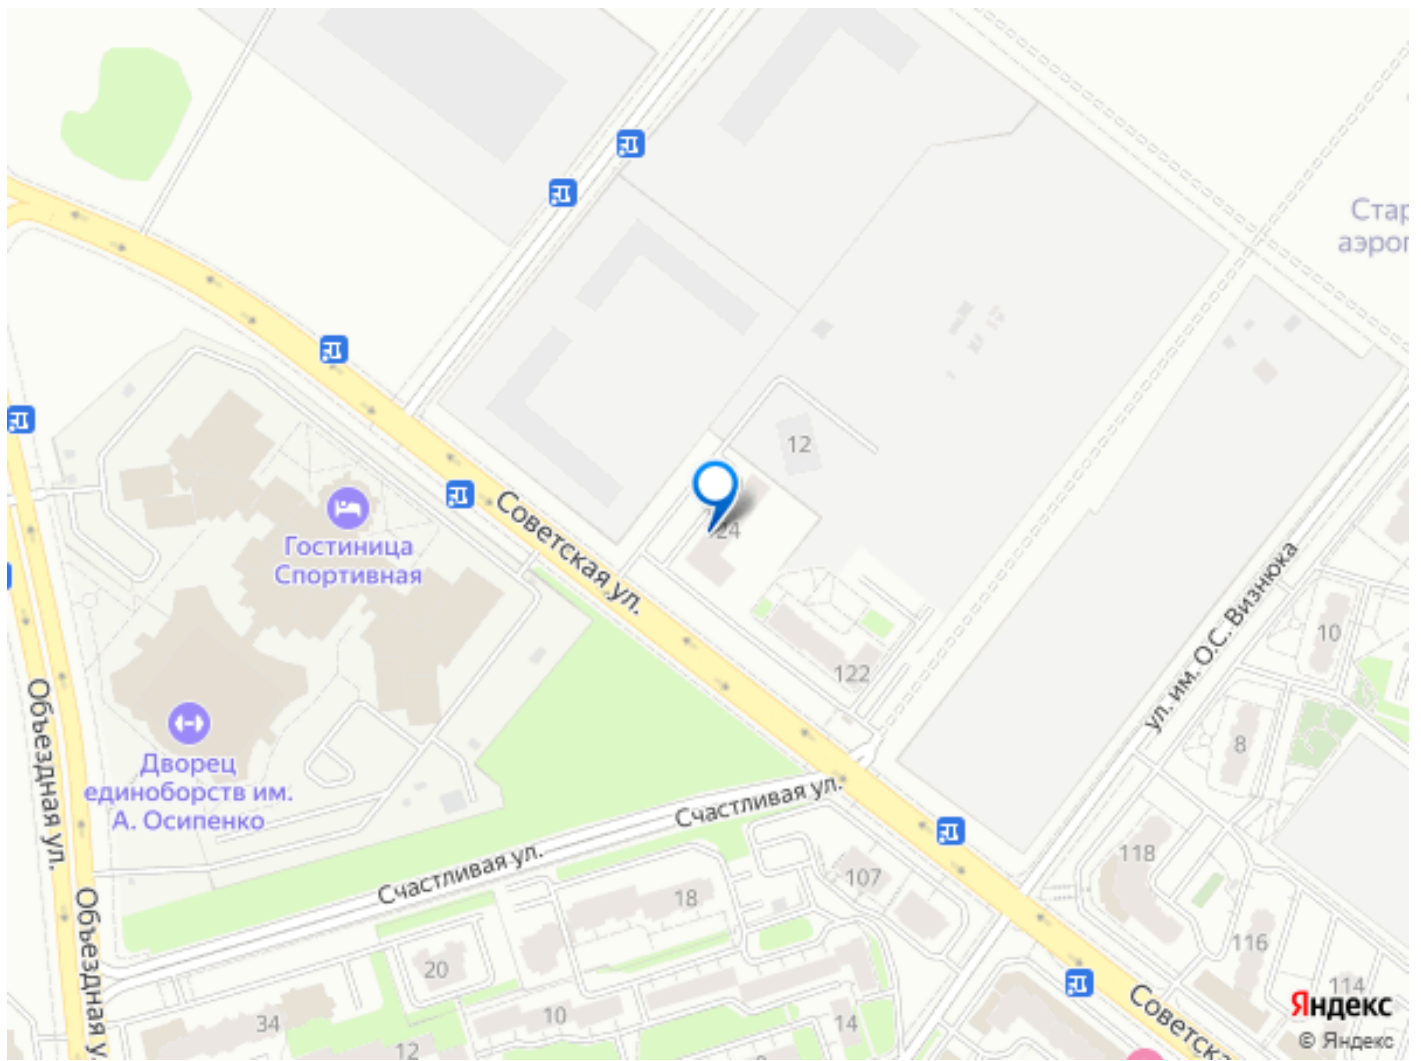 Стар
аэроп
12
24
Советская ул.
Гостиница
Спортивная
122
10
ул. им. О.С. Визнюка
8
Дворец
единоборств им.
А. Осипенко
Объездная ул.
Счастливая ул.
Счастливая ул.
107
118
18
116
114
Объездная у
20
34
10
12
14
Советска
Яндекс
© Яндекс